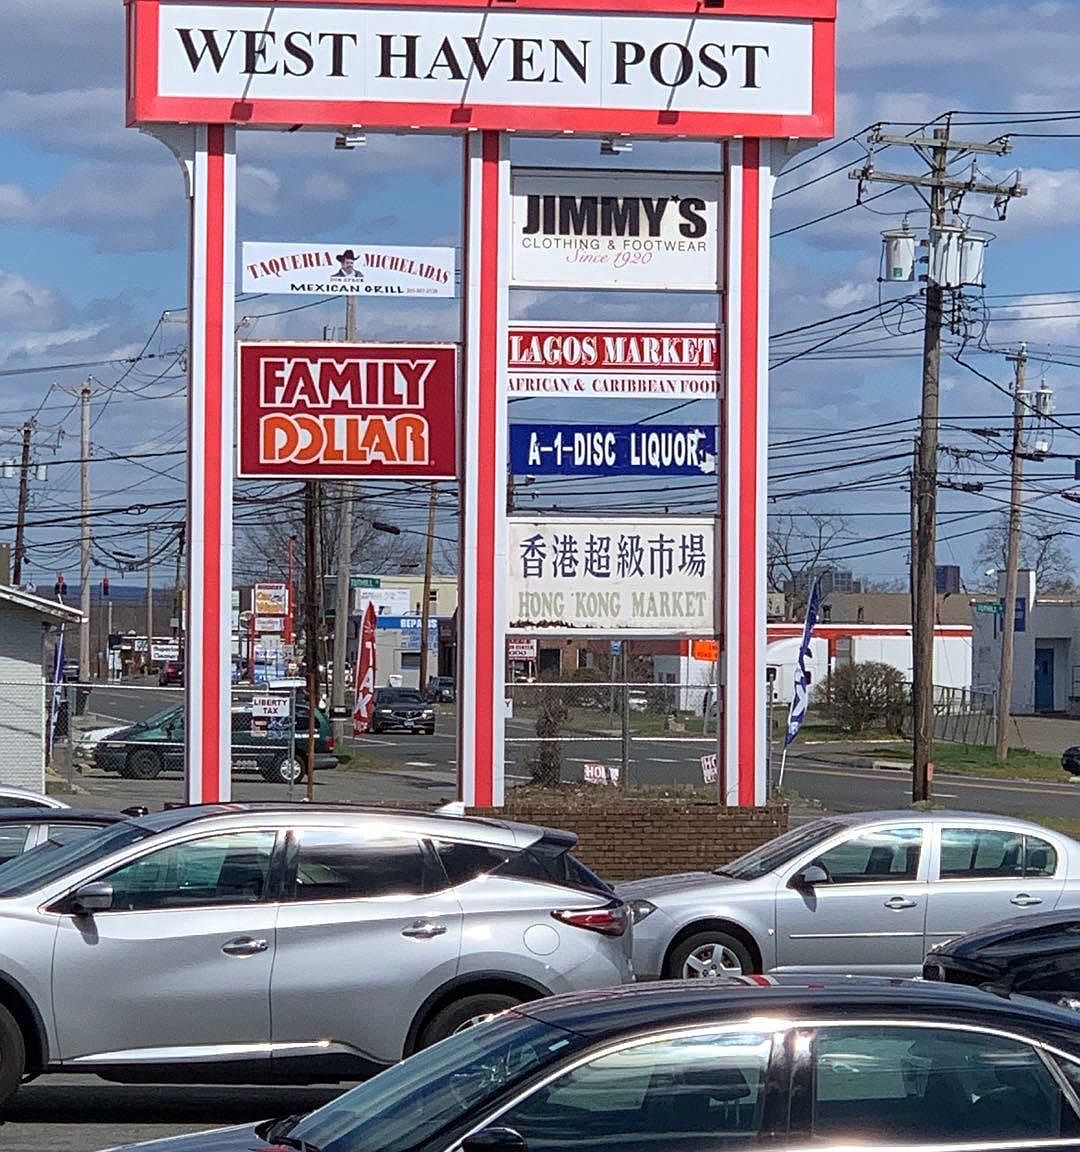 WEST HAVEN POST
TAQUERIA MICHELADAS
MEXICAN GRILL
FAMILY
DOLLAR
JIMMY'S
CLOTHING & FOOTWEAR
Since 1920
LAGOS MARKET
AFRICAN & CARIBBEAN FOOD
A-1-DISC LIQUOR
香港超級市場
HONG KONG MARKET
REPAIRS
LIBERTY
TAX